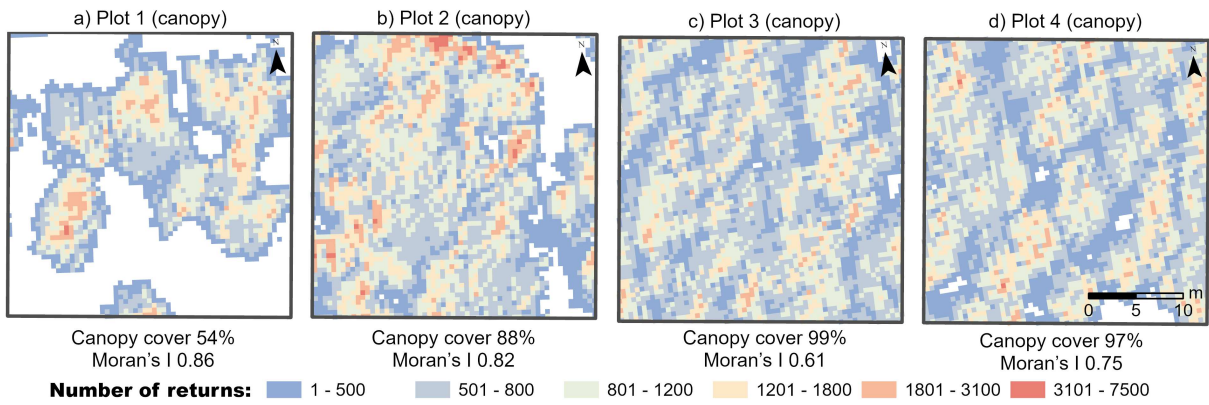 a) Plot 1 (canopy)
b) Plot 2 (canopy)
c) Plot 3 (canopy)
d) Plot 4 (canopy)
N
N
N
N
m
0 5 10
Canopy cover 54%
Moran's I 0.86
Canopy cover 88%
Moran's I 0.82
Canopy cover 99%
Moran's I 0.61
Canopy cover 97%
Moran's I 0.75
Number of returns: 1 - 500 501 - 800 801 - 1200 1201 - 1800 1801 - 3100 3101 - 7500